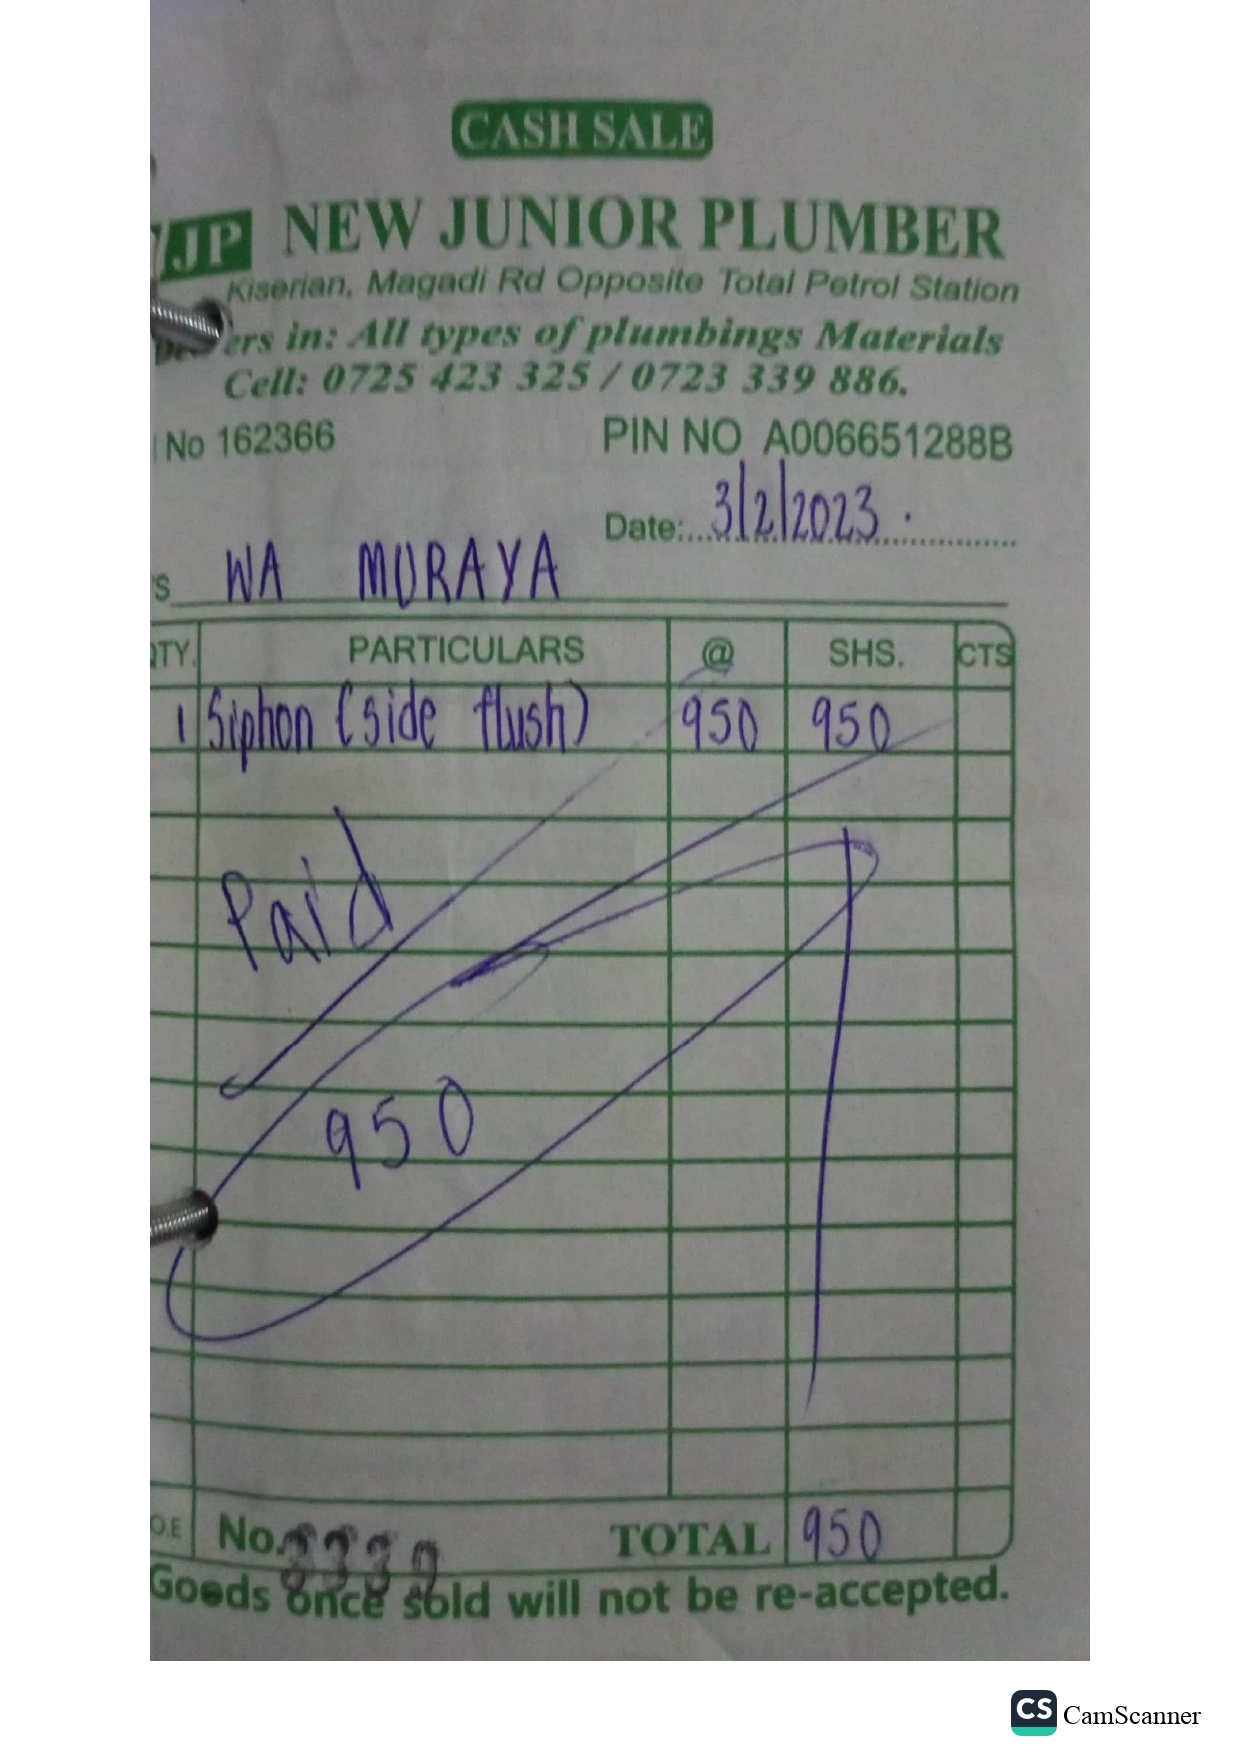 CASH SALE
JP NEW JUNIOR PLUMBER
Kiserian, Magadi Rd Opposite Total Petrol Station
ers in: All types of plumbings Materials
Cell: 0725 423 325 / 0723 339 886.
No 162366 PIN NO A006651288B
Date: 3/2/2023.
'S WA MURAYA
TY. PARTICULARS @ SHS. CTS
1 Siphon (side flush) 950 950
Paid
950
O.E No. TOTAL 950
Goods once sold will not be re-accepted.
CS CamScanner